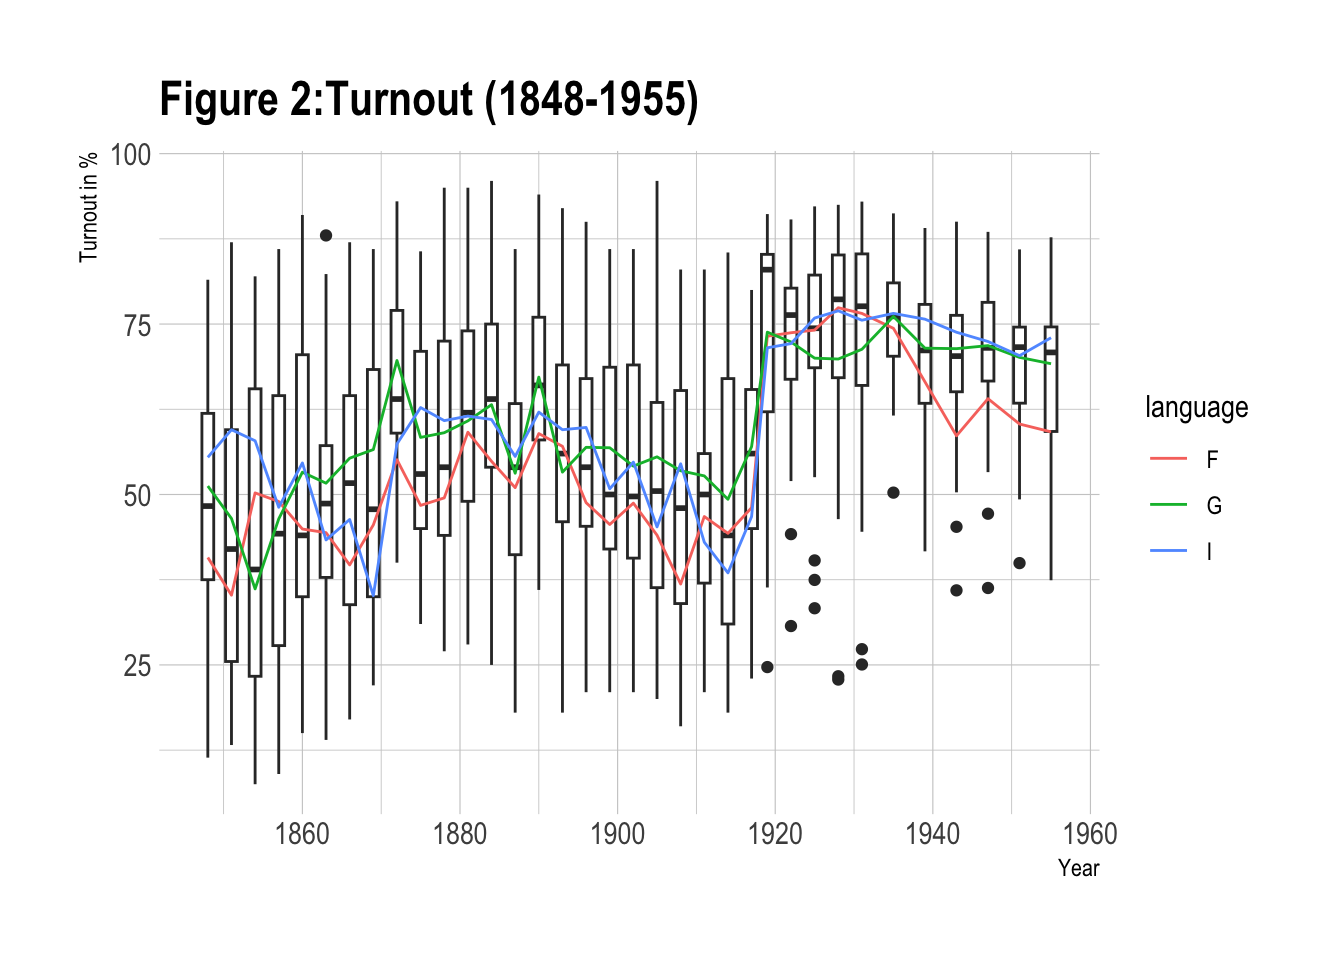 Figure 2:Turnout (1848-1955)
Turnout in %
100
75
50
25
1860 1880 1900 1920 1940 1960
Year
language
F
G
I